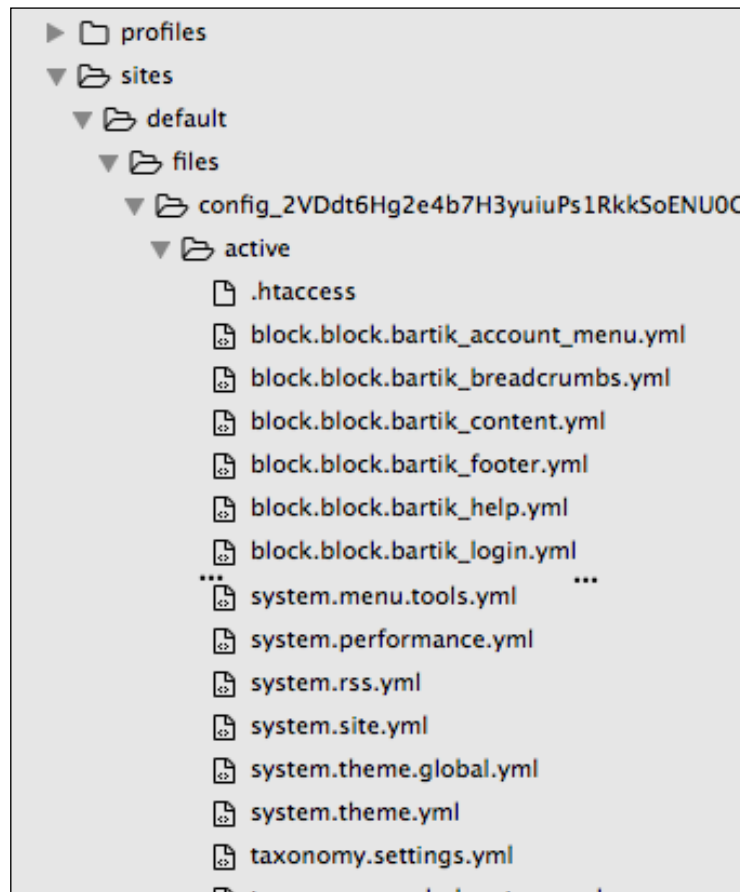 profiles
sites
default
files
config_2VDdt6Hg2e4b7H3yuiuPs1RkkSoENU0
active
.htaccess
block.block.bartik_account_menu.yml
block.block.bartik_breadcrumbs.yml
block.block.bartik_content.yml
block.block.bartik_footer.yml
block.block.bartik_help.yml
block.block.bartik_login.yml
... ...
system.menu.tools.yml
system.performance.yml
system.rss.yml
system.site.yml
system.theme.global.yml
system.theme.yml
taxonomy.settings.yml